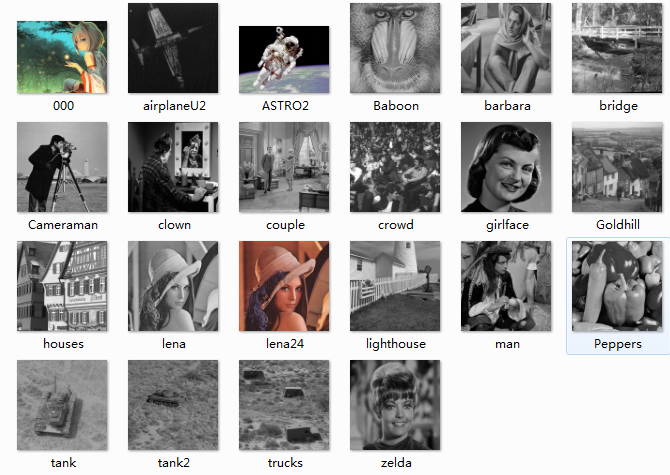 000 airplaneU2 ASTRO2 Baboon barbara bridge
Cameraman clown couple crowd girlface Goldhill
houses lena lena24 lighthouse man Peppers
tank tank2 trucks zelda